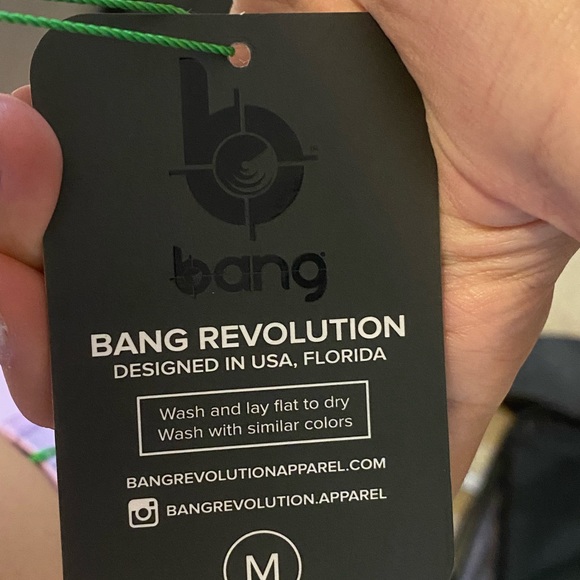 b
bang
BANG REVOLUTION
DESIGNED IN USA, FLORIDA
Wash and lay flat to dry
Wash with similar colors
BANGREVOLUTIONAPPAREL.COM
BANGREVOLUTION.APPAREL
M